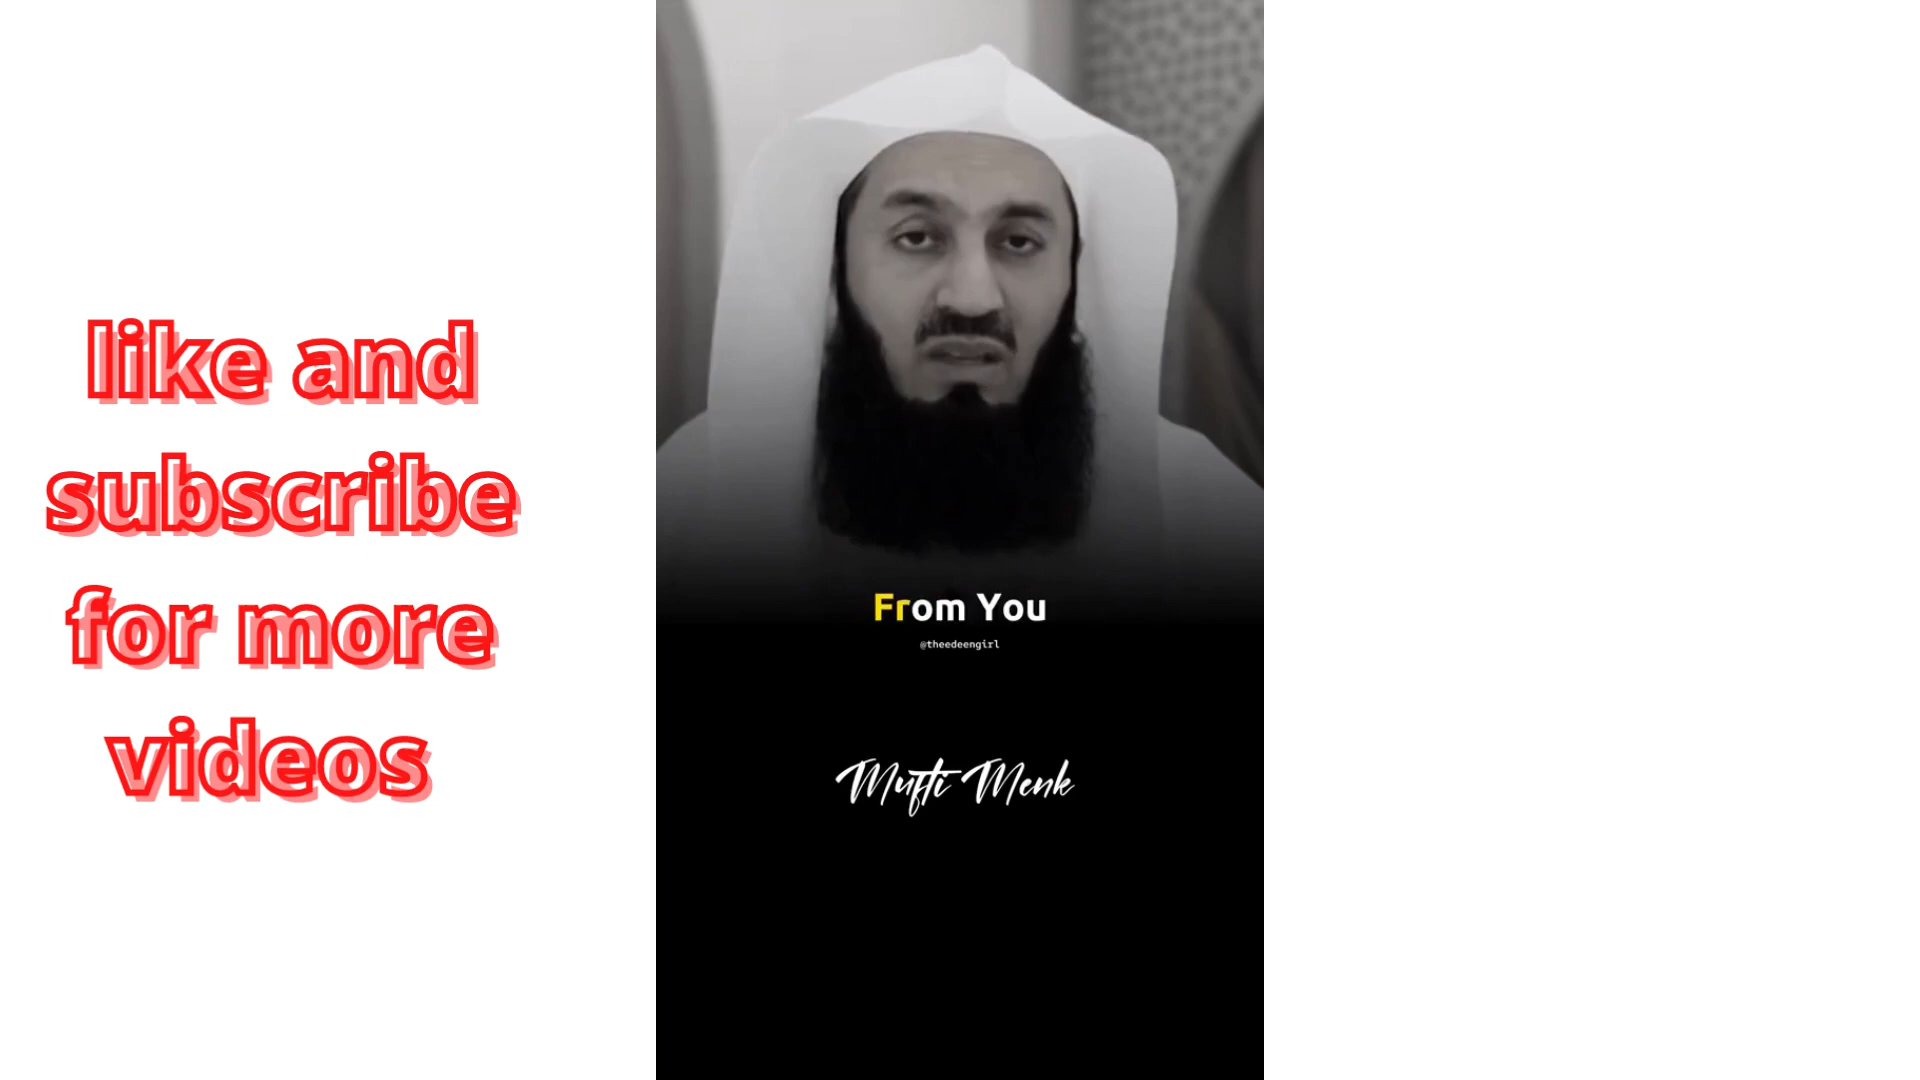 like and
subscribe
for more
videos
From You
@theedeengirl
Mufti Menk